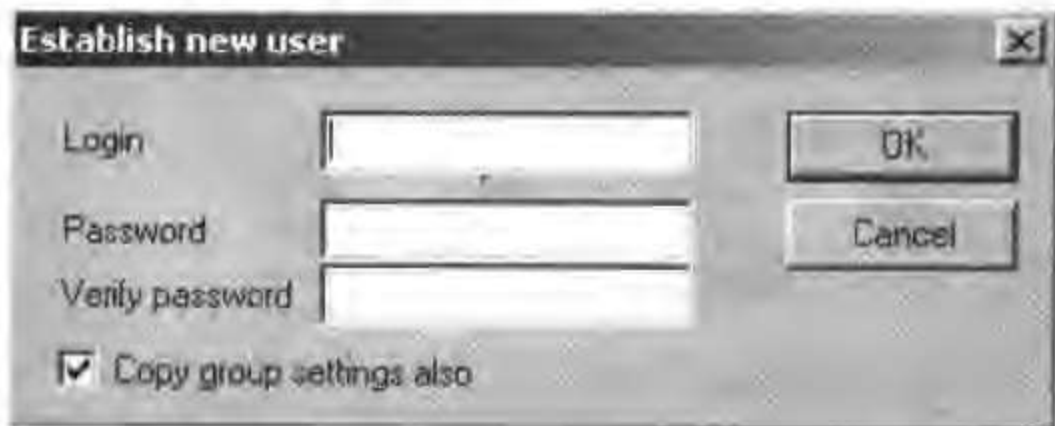 Establish new user
Login
OK
Password
Cancel
Verify password
Copy group settings also